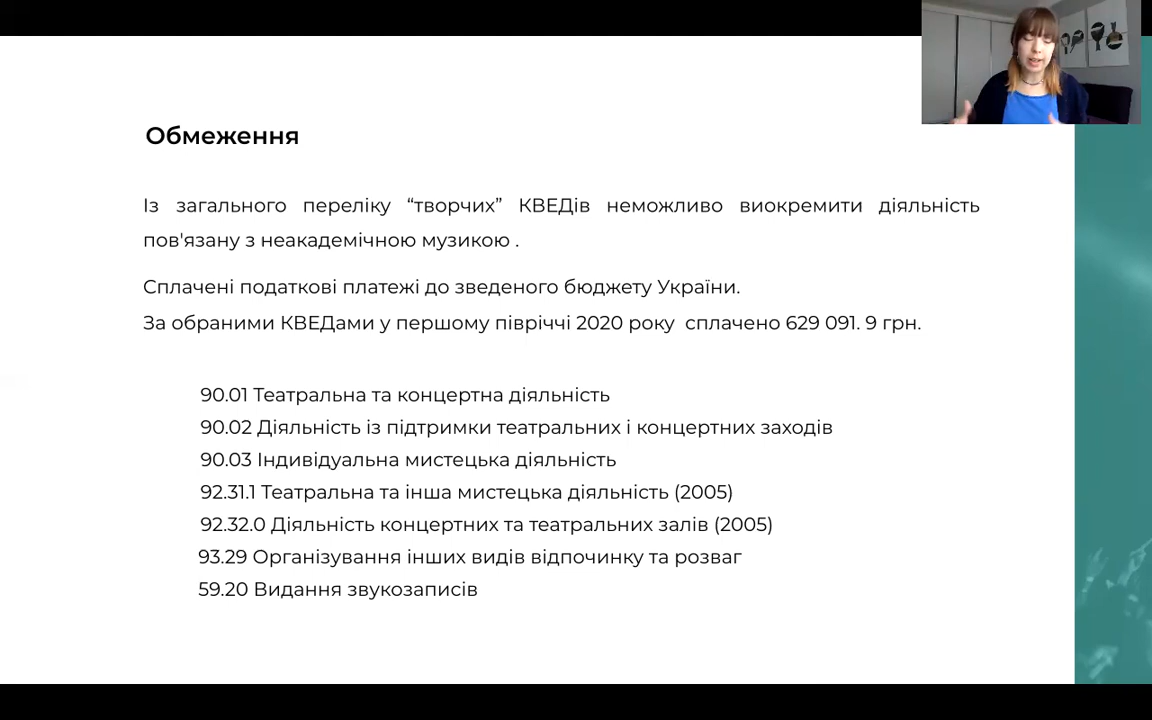 Обмеження
Із загального переліку “творчих” КВЕДів неможливо виокремити діяльність
пов'язану з неакадемічною музикою .
Сплачені податкові платежі до зведеного бюджету України.
За обраними КВЕДами у першому півріччі 2020 року сплачено 629 091. 9 грн.
90.01 Театральна та концертна діяльність
90.02 Діяльність із підтримки театральних і концертних заходів
90.03 Індивідуальна мистецька діяльність
92.31.1 Театральна та інша мистецька діяльність (2005)
92.32.0 Діяльність концертних та театральних залів (2005)
93.29 Організування інших видів відпочинку та розваг
59.20 Видання звукозаписів